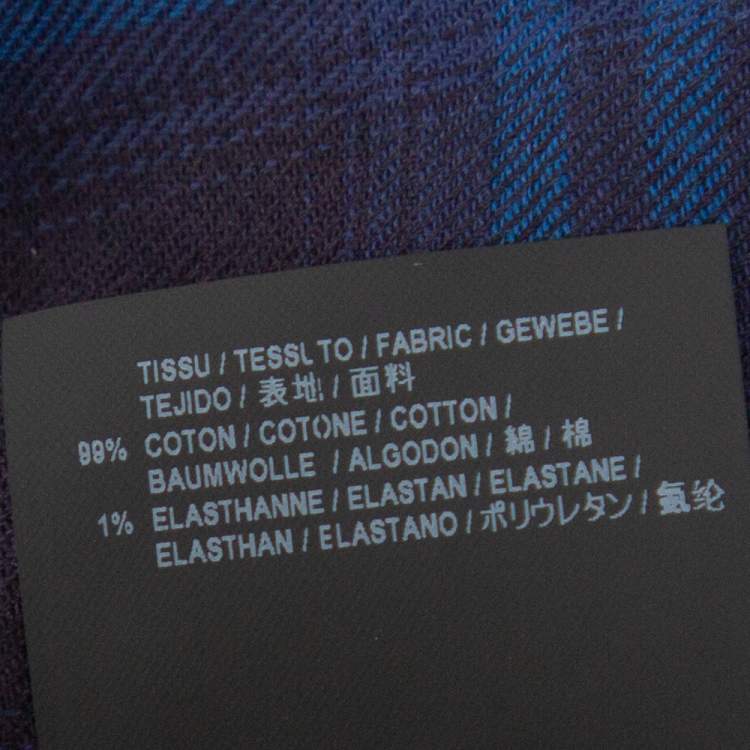 TISSU / TESSUTO / FABRIC / GEWEBE /
TEJIDO / 表地 / 面料
99% COTON / COTONE / COTTON /
BAUMWOLLE / ALGODON / 綿 / 棉
1% ELASTHANNE / ELASTAN / ELASTANE /
ELASTHAN / ELASTANO / ポリウレタン / 氨纶